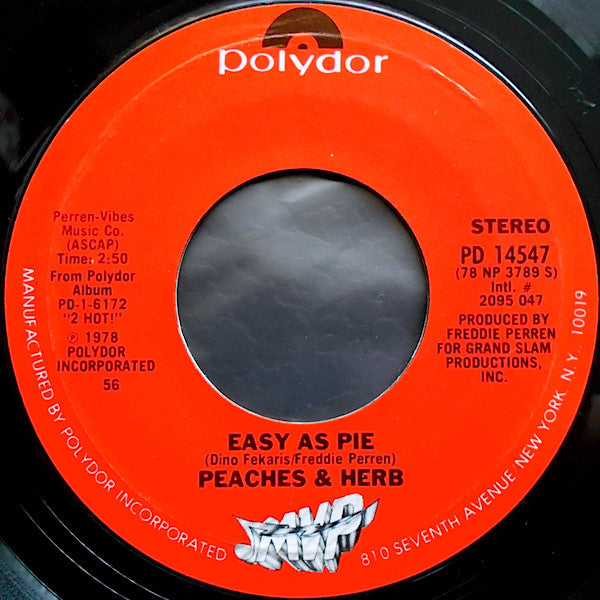 polydor
Perren-Vibes
Music Co.
(ASCAP)
Time: 2:50
From Polydor
Album
PD-1-6172
"2 HOT!"
℗ 1978
POLYDOR
INCORPORATED
56
STEREO
PD 14547
(78 NP 3789 S)
Intl. #
2095 047
PRODUCED BY
FREDDIE PERREN
FOR GRAND SLAM
PRODUCTIONS,
INC.
EASY AS PIE
(Dino Fekaris/Freddie Perren)
PEACHES & HERB
MVP
MANUFACTURED BY POLYDOR INCORPORATED
810 SEVENTH AVENUE, NEW YORK, N.Y. 10019